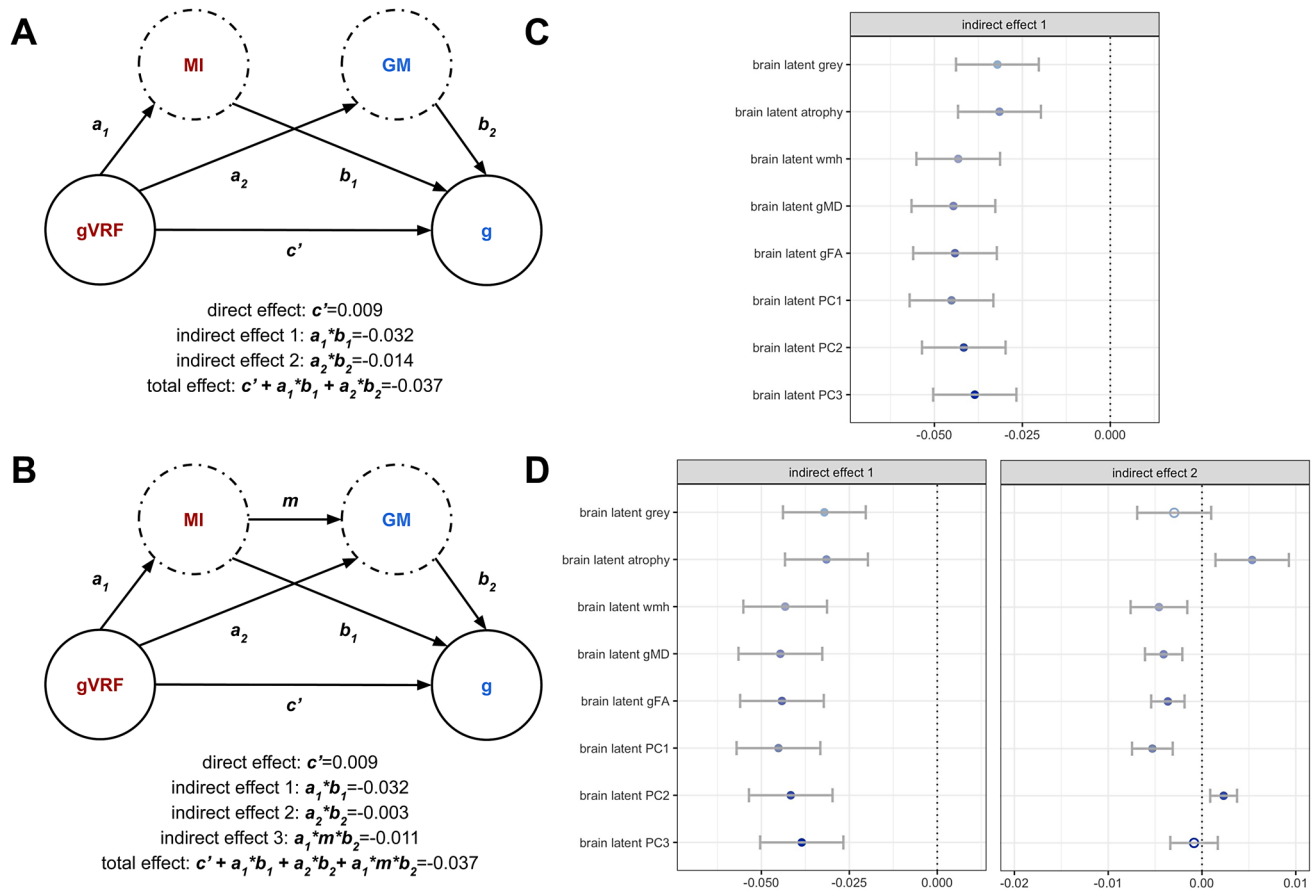 A
MI
GM
a1
b2
a2
b1
gVRF
g
c’
direct effect: c’=0.009
indirect effect 1: a1*b1=-0.032
indirect effect 2: a2*b2=-0.014
total effect: c’ + a1*b1 + a2*b2=-0.037
B
MI
m
GM
a1
b2
a2
b1
gVRF
g
c’
direct effect: c’=0.009
indirect effect 1: a1*b1=-0.032
indirect effect 2: a2*b2=-0.003
indirect effect 3: a1*m*b2=-0.011
total effect: c’ + a1*b1 + a2*b2+ a1*m*b2=-0.037
C
indirect effect 1
brain latent grey
brain latent atrophy
brain latent wmh
brain latent gMD
brain latent gFA
brain latent PC1
brain latent PC2
brain latent PC3
-0.050 -0.025 0.000
D
indirect effect 1
indirect effect 2
brain latent grey
brain latent atrophy
brain latent wmh
brain latent gMD
brain latent gFA
brain latent PC1
brain latent PC2
brain latent PC3
-0.050 -0.025 0.000
-0.02 -0.01 0.00 0.01